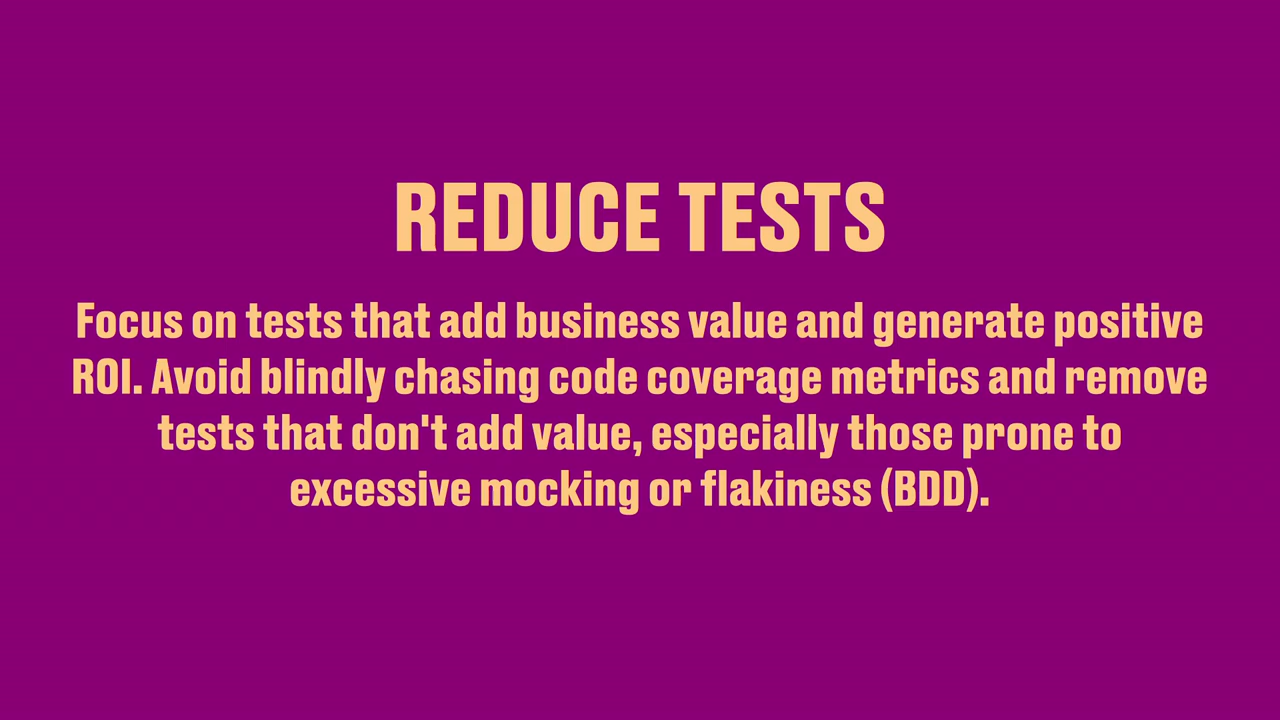 REDUCE TESTS
Focus on tests that add business value and generate positive
ROI. Avoid blindly chasing code coverage metrics and remove
tests that don't add value, especially those prone to
excessive mocking or flakiness (BDD).